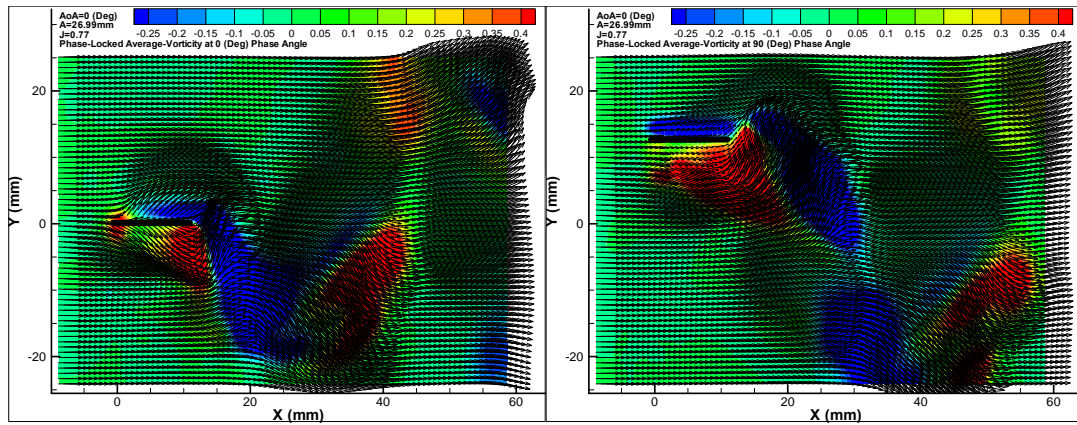 AoA=0 (Deg)
A=26.99mm
J=0.77
-0.25 -0.2 -0.15 -0.1 -0.05 0 0.05 0.1 0.15 0.2 0.25 0.3 0.35 0.4
Phase-Locked Average-Vorticity at 0 (Deg) Phase Angle
20
0
-20
Y (mm)
0 20 40 60
X (mm)
AoA=0 (Deg)
A=26.99mm
J=0.77
-0.25 -0.2 -0.15 -0.1 -0.05 0 0.05 0.1 0.15 0.2 0.25 0.3 0.35 0.4
Phase-Locked Average-Vorticity at 90 (Deg) Phase Angle
20
0
-20
Y (mm)
0 20 40 60
X (mm)